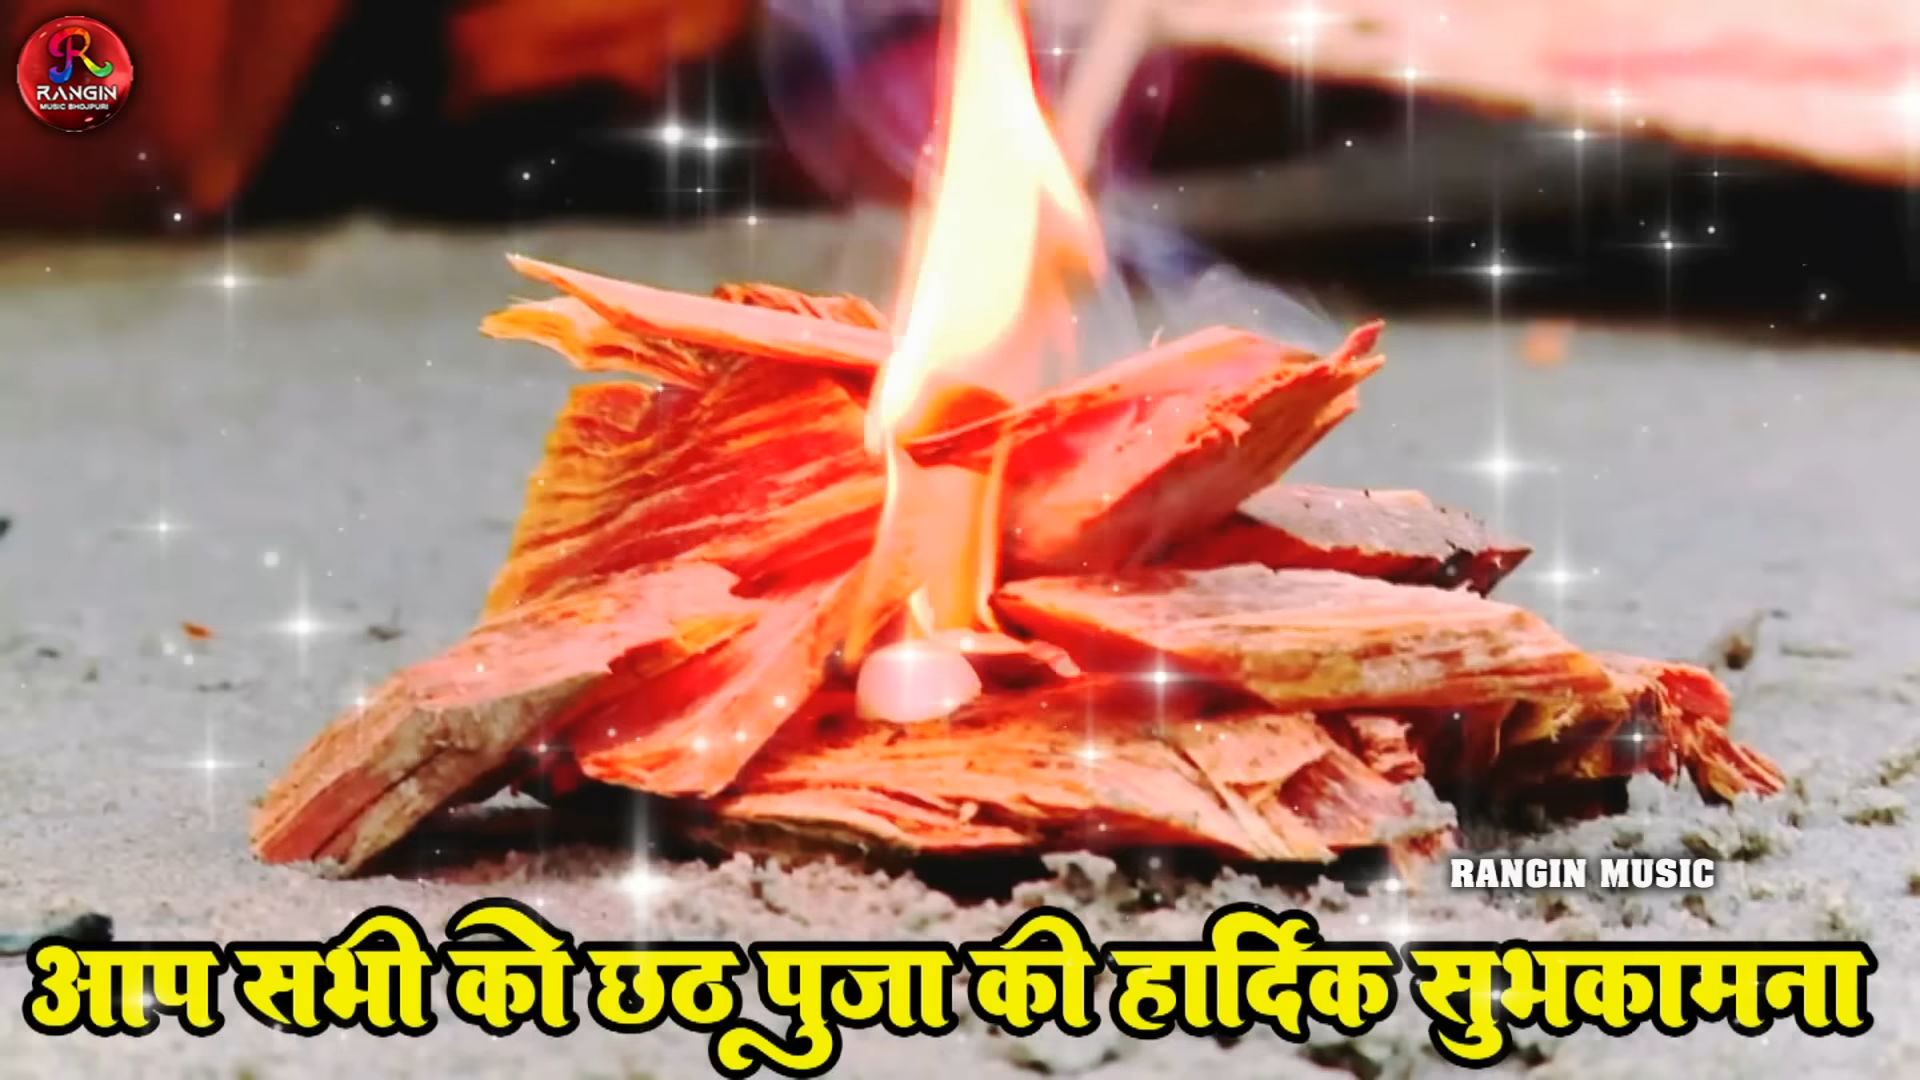 R
RANGIN
MUSIC BHOJPURI
RANGIN MUSIC
आप सभी को छठू पुजा की हार्दिक सुभकामना